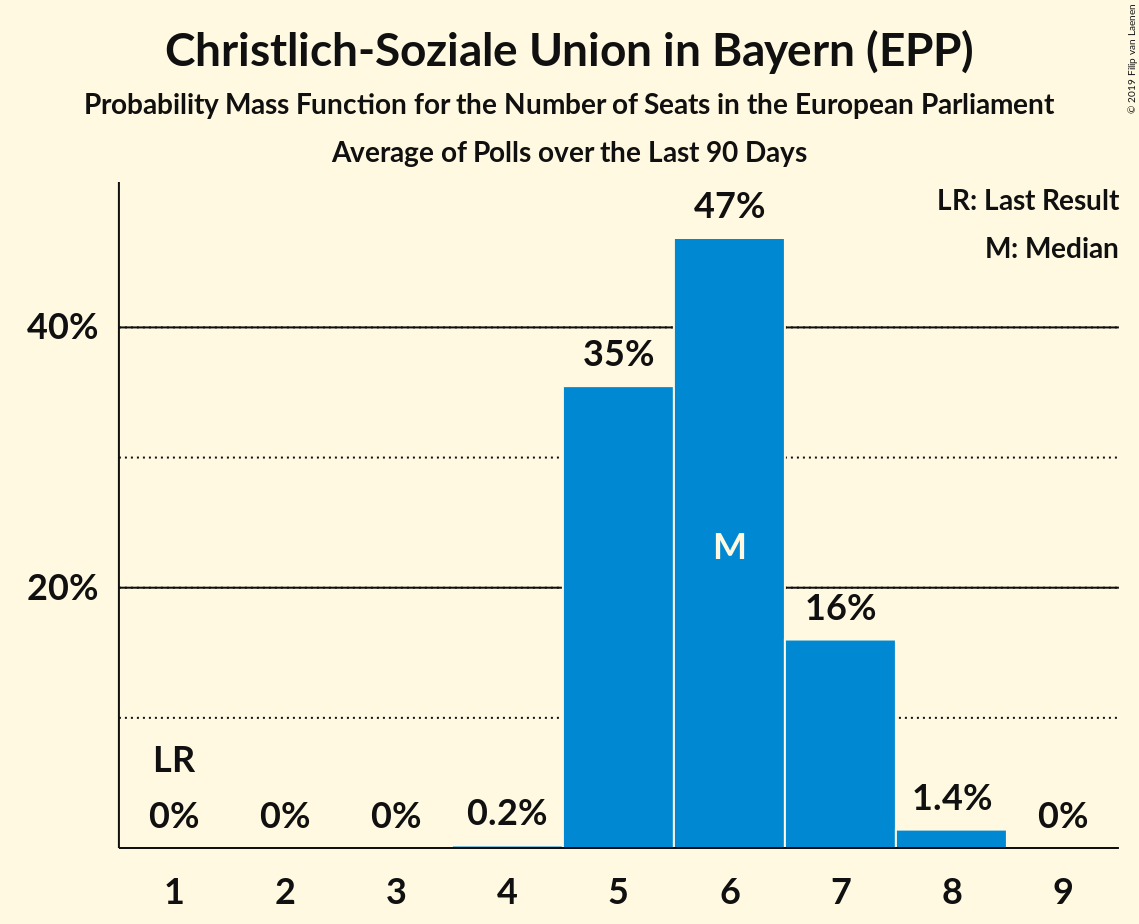 Christlich-Soziale Union in Bayern (EPP)
Probability Mass Function for the Number of Seats in the European Parliament
Average of Polls over the Last 90 Days
© 2019 Filip van Laenen
LR: Last Result
M: Median
47%
40%
35%
M
20%
16%
LR
0%
0%
0%
0.2%
1.4%
0%
1 2 3 4 5 6 7 8 9